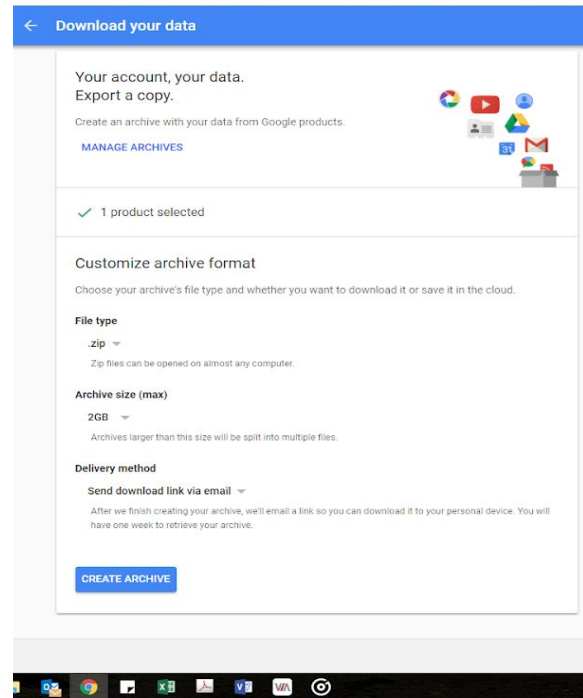 Download your data
Your account, your data.
Export a copy.
Create an archive with your data from Google products.
MANAGE ARCHIVES
31
1 product selected
Customize archive format
Choose your archive's file type and whether you want to download it or save it in the cloud.
File type
.zip
Zip files can be opened on almost any computer.
Archive size (max)
2GB
Archives larger than this size will be split into multiple files.
Delivery method
Send download link via email
After we finish creating your archive, we'll email a link so you can download it to your personal device. You will
have one week to retrieve your archive.
CREATE ARCHIVE